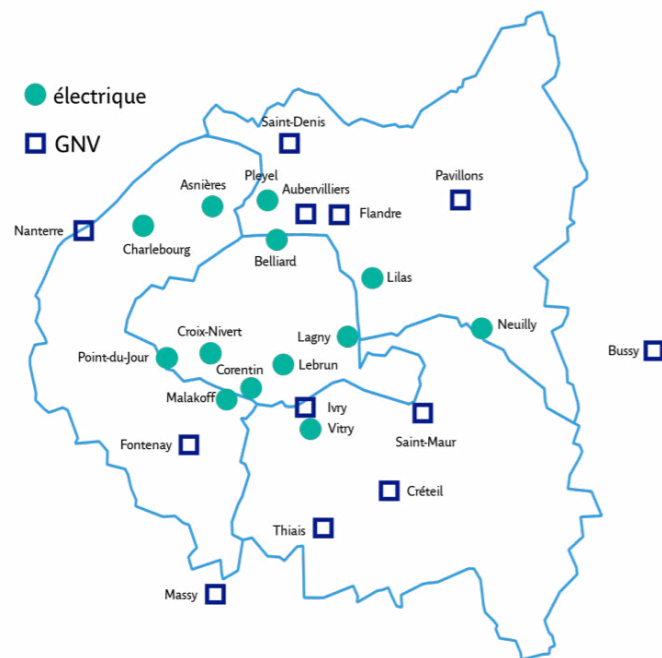 électrique
GNV
Saint-Denis
Pleyel
Pavillons
Asnières
Aubervilliers
Flandre
Nanterre
Charlebourg
Belliard
Lilas
Neuilly
Croix-Nivert
Lagny
Bussy
Point-du-Jour
Corentin
Lebrun
Malakoff
Ivry
Vitry
Saint-Maur
Fontenay
Créteil
Thiais
Massy